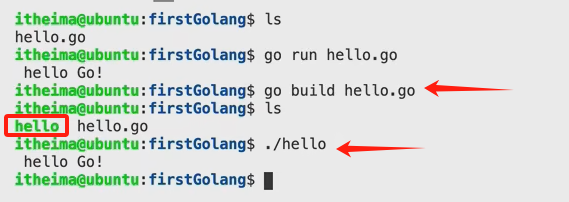 itheima@ubuntu:firstGolang$ ls
hello.go
itheima@ubuntu:firstGolang$ go run hello.go
 hello Go!
itheima@ubuntu:firstGolang$ go build hello.go
itheima@ubuntu:firstGolang$ ls
hello  hello.go
itheima@ubuntu:firstGolang$ ./hello
 hello Go!
itheima@ubuntu:firstGolang$